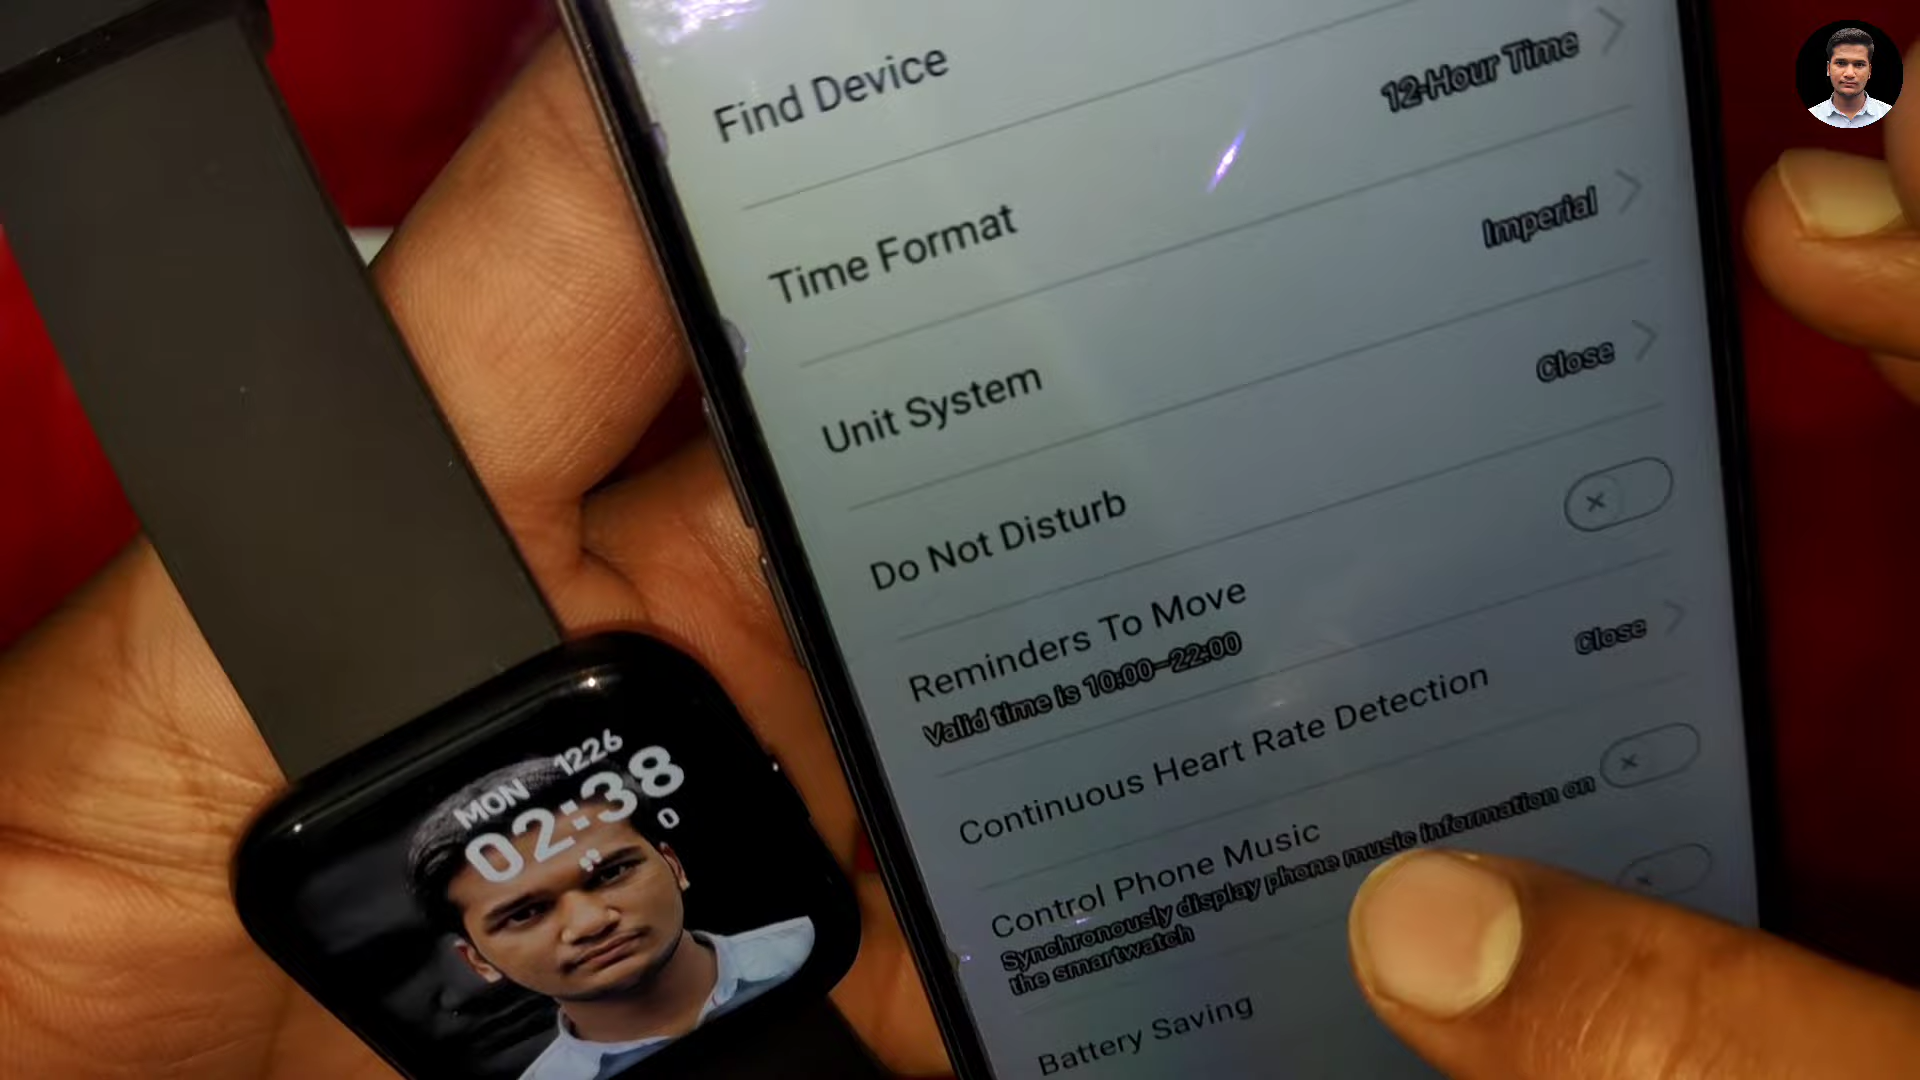 Find Device
12-Hour Time
Time Format
Imperial
Unit System
Close
Do Not Disturb
Reminders To Move
Valid time is 10:00-22:00
Close
Continuous Heart Rate Detection
Control Phone Music
Synchronously display phone music information on
the smartwatch
Battery Saving
MON 1226
02:38
0